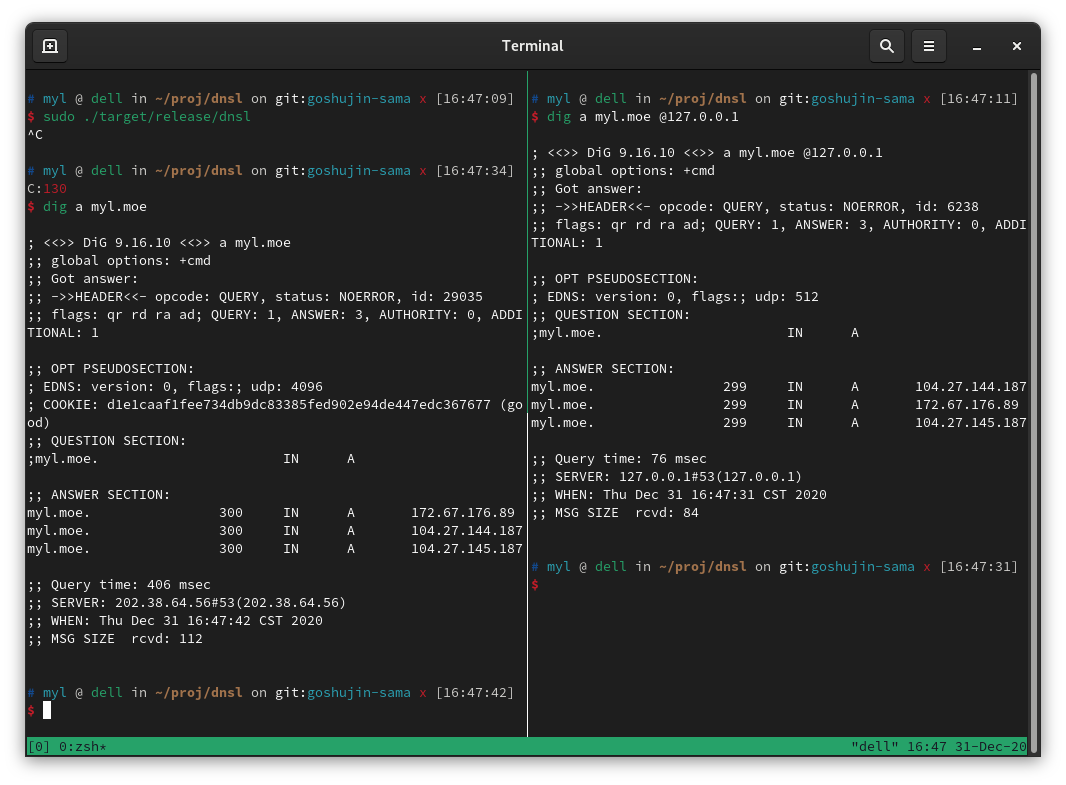 Terminal
# myl @ dell in ~/proj/dnsl on git:goshujin-sama x [16:47:09]
$ sudo ./target/release/dnsl
^C
# myl @ dell in ~/proj/dnsl on git:goshujin-sama x [16:47:34]
C:130
$ dig a myl.moe
; <<>> DiG 9.16.10 <<>> a myl.moe
;; global options: +cmd
;; Got answer:
;; ->>HEADER<<- opcode: QUERY, status: NOERROR, id: 29035
;; flags: qr rd ra ad; QUERY: 1, ANSWER: 3, AUTHORITY: 0, ADDI
TIONAL: 1
;; OPT PSEUDOSECTION:
; EDNS: version: 0, flags:; udp: 4096
; COOKIE: d1e1caaf1fee734db9dc83385fed902e94de447edc367677 (go
od)
;; QUESTION SECTION:
;myl.moe. IN A
;; ANSWER SECTION:
myl.moe. 300 IN A 172.67.176.89
myl.moe. 300 IN A 104.27.144.187
myl.moe. 300 IN A 104.27.145.187
;; Query time: 406 msec
;; SERVER: 202.38.64.56#53(202.38.64.56)
;; WHEN: Thu Dec 31 16:47:42 CST 2020
;; MSG SIZE  rcvd: 112
# myl @ dell in ~/proj/dnsl on git:goshujin-sama x [16:47:42]
$
# myl @ dell in ~/proj/dnsl on git:goshujin-sama x [16:47:11]
$ dig a myl.moe @127.0.0.1
; <<>> DiG 9.16.10 <<>> a myl.moe @127.0.0.1
;; global options: +cmd
;; Got answer:
;; ->>HEADER<<- opcode: QUERY, status: NOERROR, id: 6238
;; flags: qr rd ra ad; QUERY: 1, ANSWER: 3, AUTHORITY: 0, ADDI
TIONAL: 1
;; OPT PSEUDOSECTION:
; EDNS: version: 0, flags:; udp: 512
;; QUESTION SECTION:
;myl.moe. IN A
;; ANSWER SECTION:
myl.moe. 299 IN A 104.27.144.187
myl.moe. 299 IN A 172.67.176.89
myl.moe. 299 IN A 104.27.145.187
;; Query time: 76 msec
;; SERVER: 127.0.0.1#53(127.0.0.1)
;; WHEN: Thu Dec 31 16:47:31 CST 2020
;; MSG SIZE  rcvd: 84
# myl @ dell in ~/proj/dnsl on git:goshujin-sama x [16:47:31]
$
[0] 0:zsh* "dell" 16:47 31-Dec-20